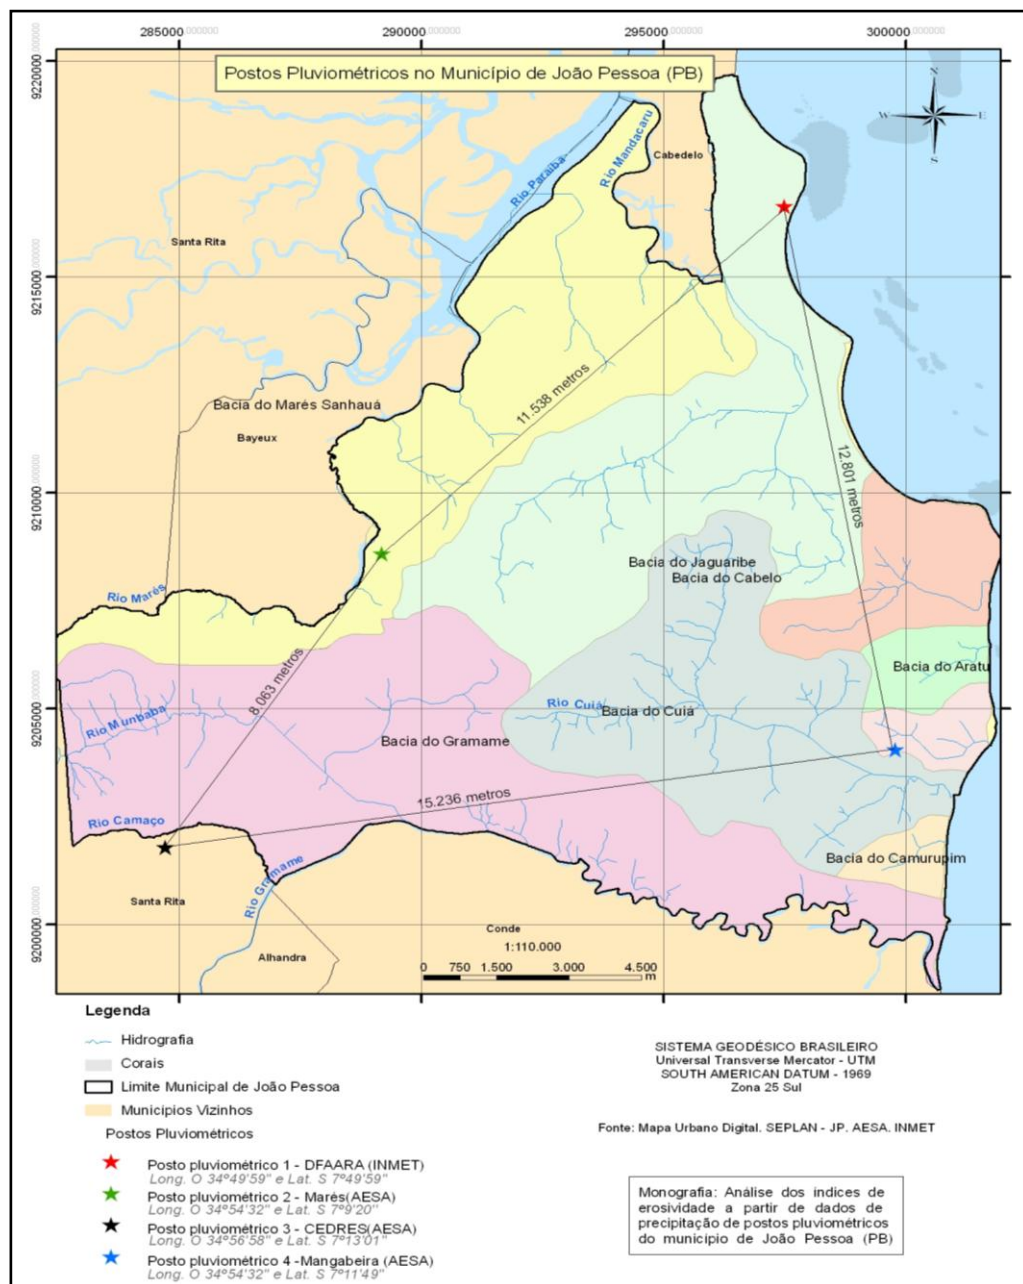 285000,000000 290000,000000 295000,000000 300000,000000
Postos Pluviométricos no Município de João Pessoa (PB)
9220000,000000
N
W E
S
Rio Mandacaru
Cabedelo
Rio Paraiba
Santa Rita
9215000,000000
11.538 metros
Bacia do Marés Sanhauá
Bayeux
12.801 metros
9210000,000000
Bacia do Jaguaribe
Bacia do Cabelo
Rio Marés
Bacia do Aratu
8.063 metros
9205000,000000
Rio Cuiá
Bacia do Cuiá
Rio Munbaba
Bacia do Gramame
15.236 metros
Rio Camaço
Bacia do Camurupim
Rio Gramame
Santa Rita
9200000,000000
Conde
1:110.000
Alhandra
0 750 1.500 3.000 4.500
m
Legenda
Hidrografia
Corais
Limite Municipal de João Pessoa
Municípios Vizinhos
Postos Pluviométricos
Posto pluviométrico 1 - DFAARA (INMET)
Long. O 34º49'59" e Lat. S 7º49'59"
Posto pluviométrico 2 - Marés(AESA)
Long. O 34º54'32" e Lat. S 7º9'20"
Posto pluviométrico 3 - CEDRES(AESA)
Long. O 34º56'58" e Lat. S 7º13'01"
Posto pluviométrico 4 -Mangabeira (AESA)
Long. O 34º54'32" e Lat. S 7º11'49"
SISTEMA GEODÉSICO BRASILEIRO
Universal Transverse Mercator - UTM
SOUTH AMERICAN DATUM - 1969
Zona 25 Sul
Fonte: Mapa Urbano Digital. SEPLAN - JP. AESA. INMET
Monografia: Análise dos índices de
erosividade a partir de dados de
precipitação de postos pluviométricos
do município de João Pessoa (PB)